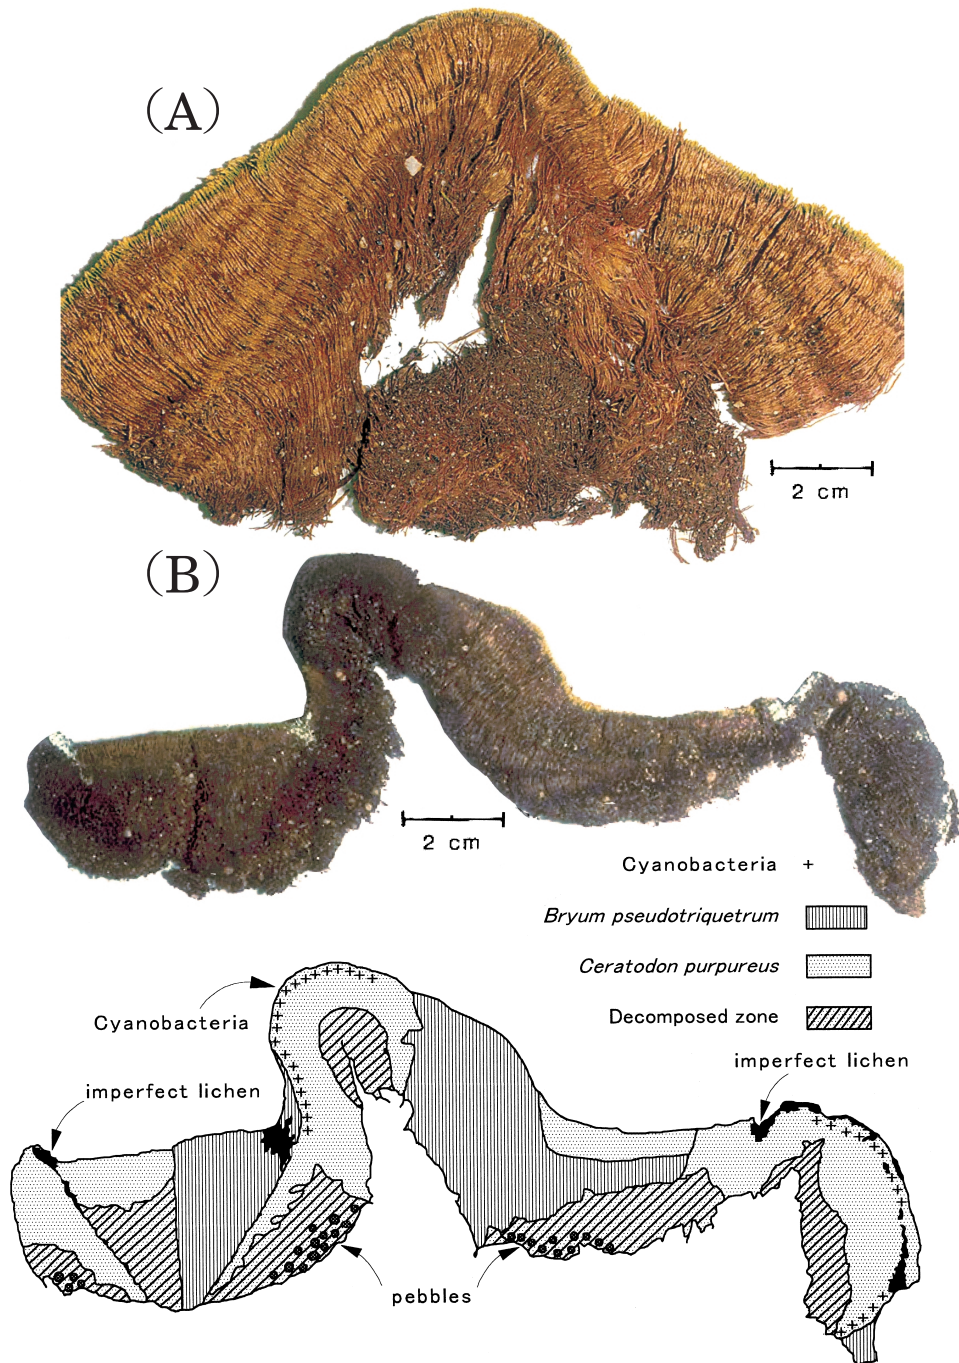 (A)
2 cm
(B)
2 cm
Cyanobacteria +
Bryum pseudotriquetrum
Ceratodon purpureus
Decomposed zone
Cyanobacteria
imperfect lichen
imperfect lichen
pebbles